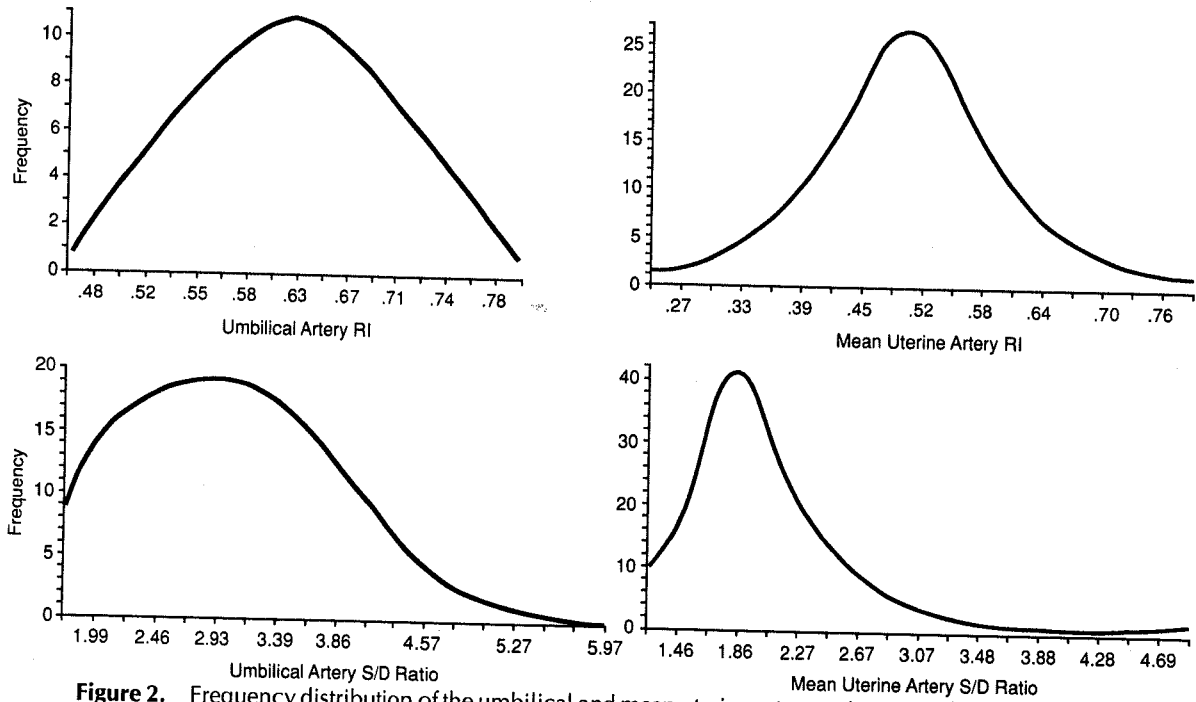 10
8
6
4
2
0
Frequency
.48 .52 .55 .58 .63 .67 .71 .74 .78
Umbilical Artery RI
25
20
15
10
5
0
.27 .33 .39 .45 .52 .58 .64 .70 .76
Mean Uterine Artery RI
20
15
10
5
0
Frequency
1.99 2.46 2.93 3.39 3.86 4.57 5.27 5.97
Umbilical Artery S/D Ratio
40
30
20
10
0
1.46 1.86 2.27 2.67 3.07 3.48 3.88 4.28 4.69
Mean Uterine Artery S/D Ratio
Figure 2. Frequency distribution of the umbilical and mean